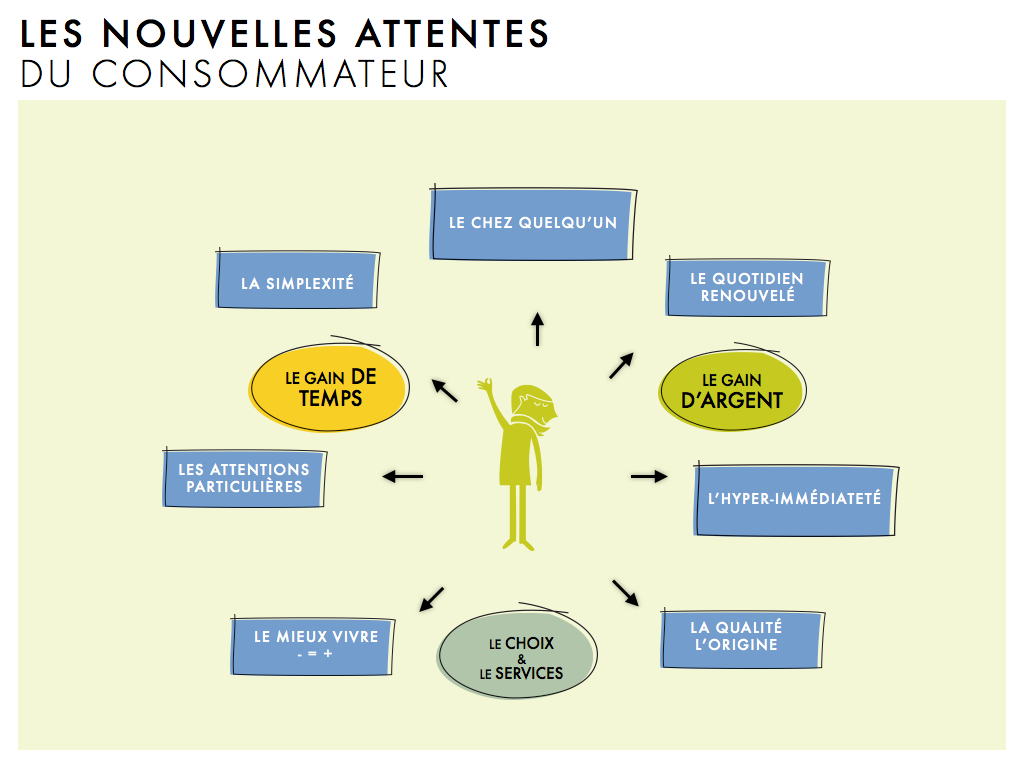 LES NOUVELLES ATTENTES
DU CONSOMMATEUR
LE CHEZ QUELQU'UN
LA SIMPLEXITÉ
LE QUOTIDIEN
RENOUVELÉ
LE GAIN DE
TEMPS
LE GAIN
D'ARGENT
LES ATTENTIONS
PARTICULIÈRES
L'HYPER-IMMÉDIATETÉ
LE MIEUX VIVRE
- = +
LE CHOIX
&
LE SERVICES
LA QUALITÉ
L'ORIGINE